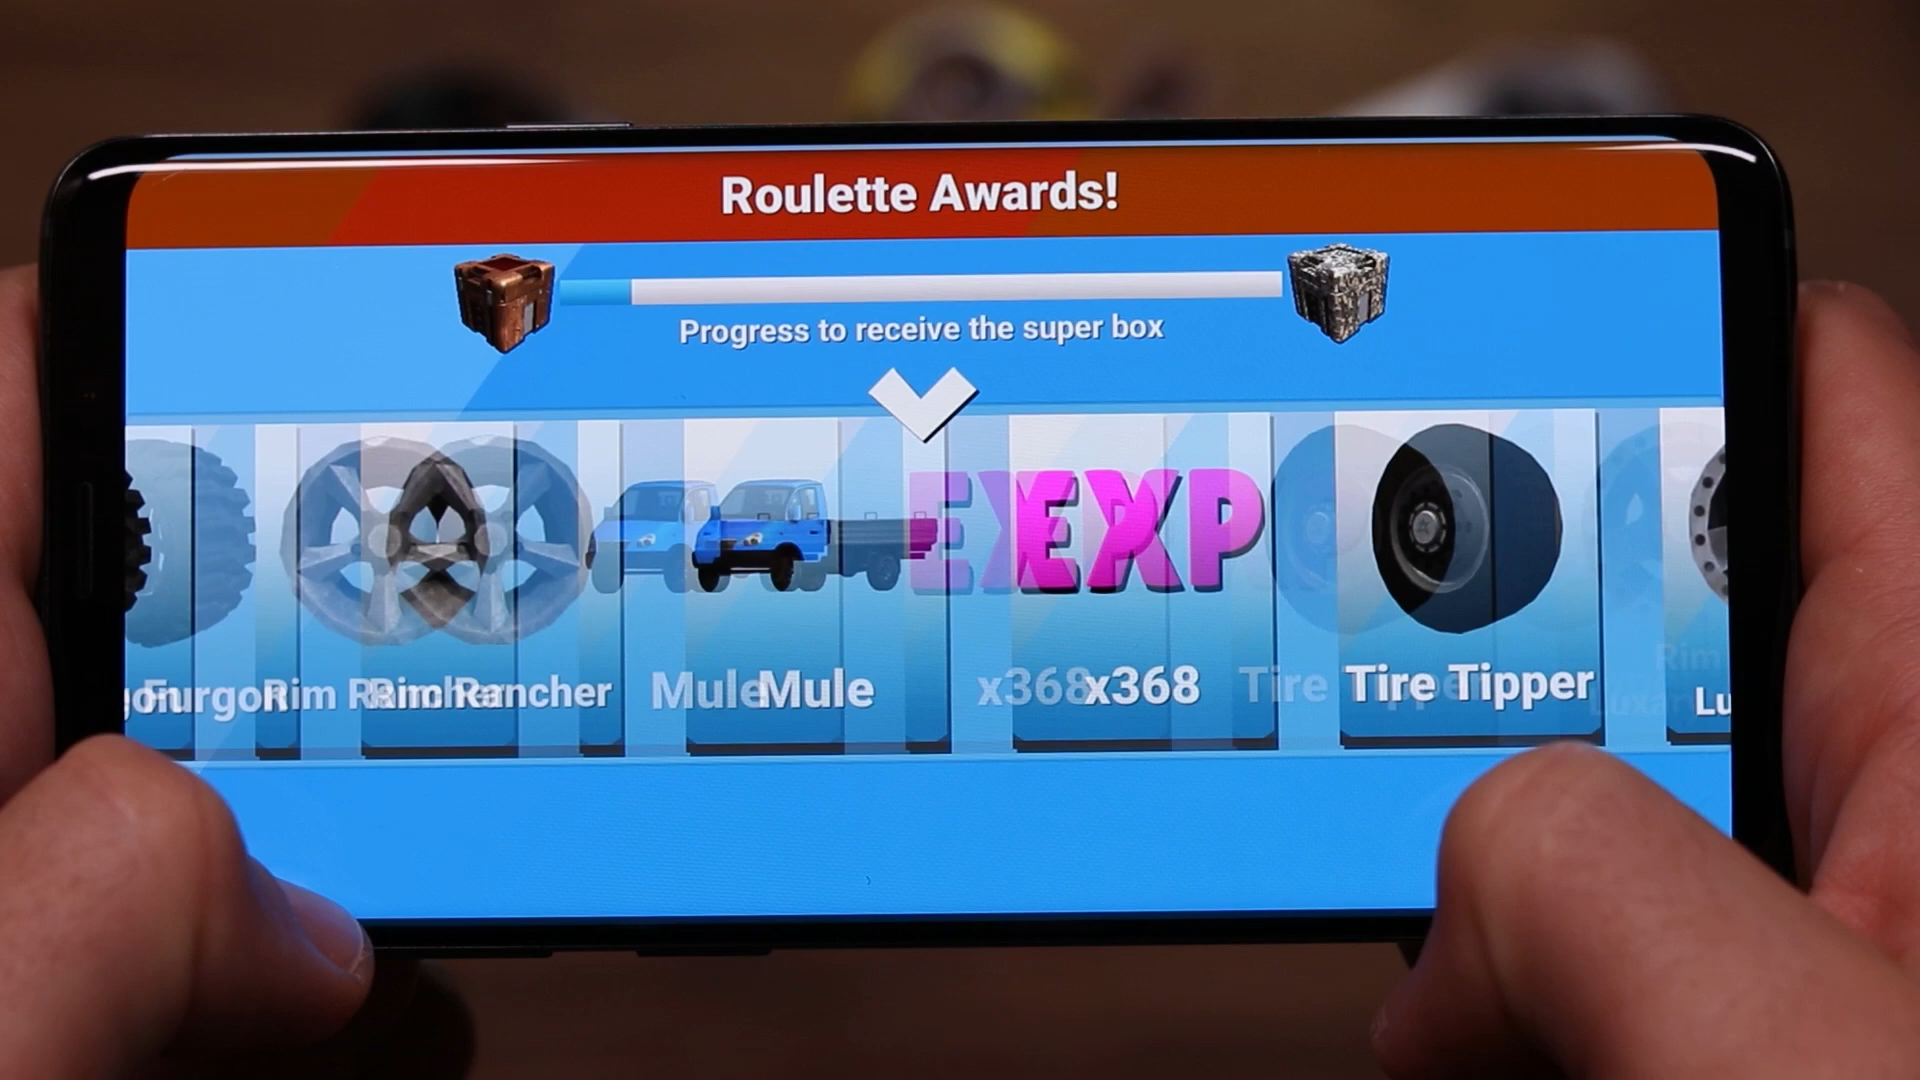 Roulette Awards!
Progress to receive the super box
EXP
Furgon Rim Rancher Mule x368 Tire Tipper